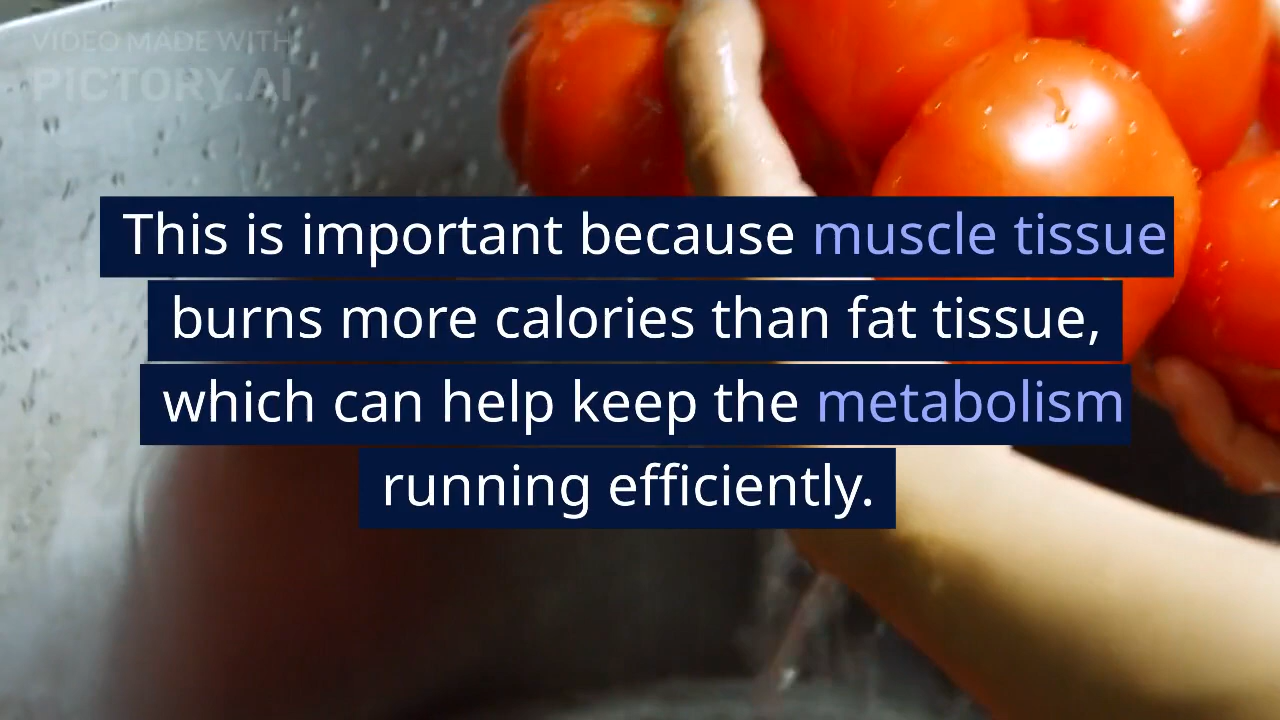 VIDEO MADE WITH
PICTORY.AI
This is important because muscle tissue
burns more calories than fat tissue,
which can help keep the metabolism
running efficiently.